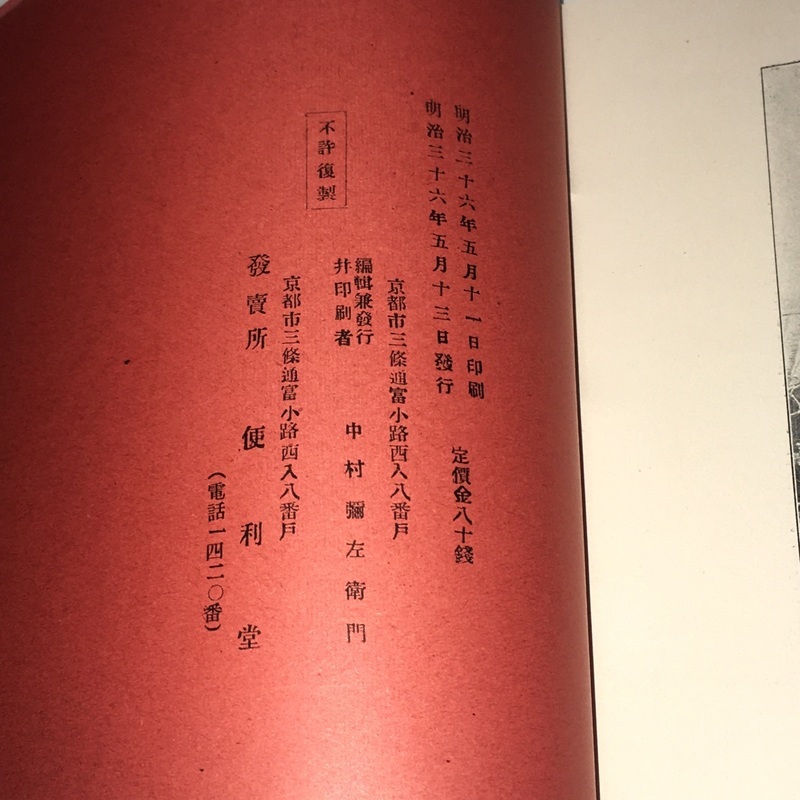 明治三十六年五月十一日印刷
明治三十六年五月十三日發行
定價金八十錢
不許復製
京都市三條通富小路西入八番戶
編輯兼發行
并印刷者
中村彌左衛門
京都市三條通富小路西入八番戶
發賣所 便利堂
(電話一四二〇番)